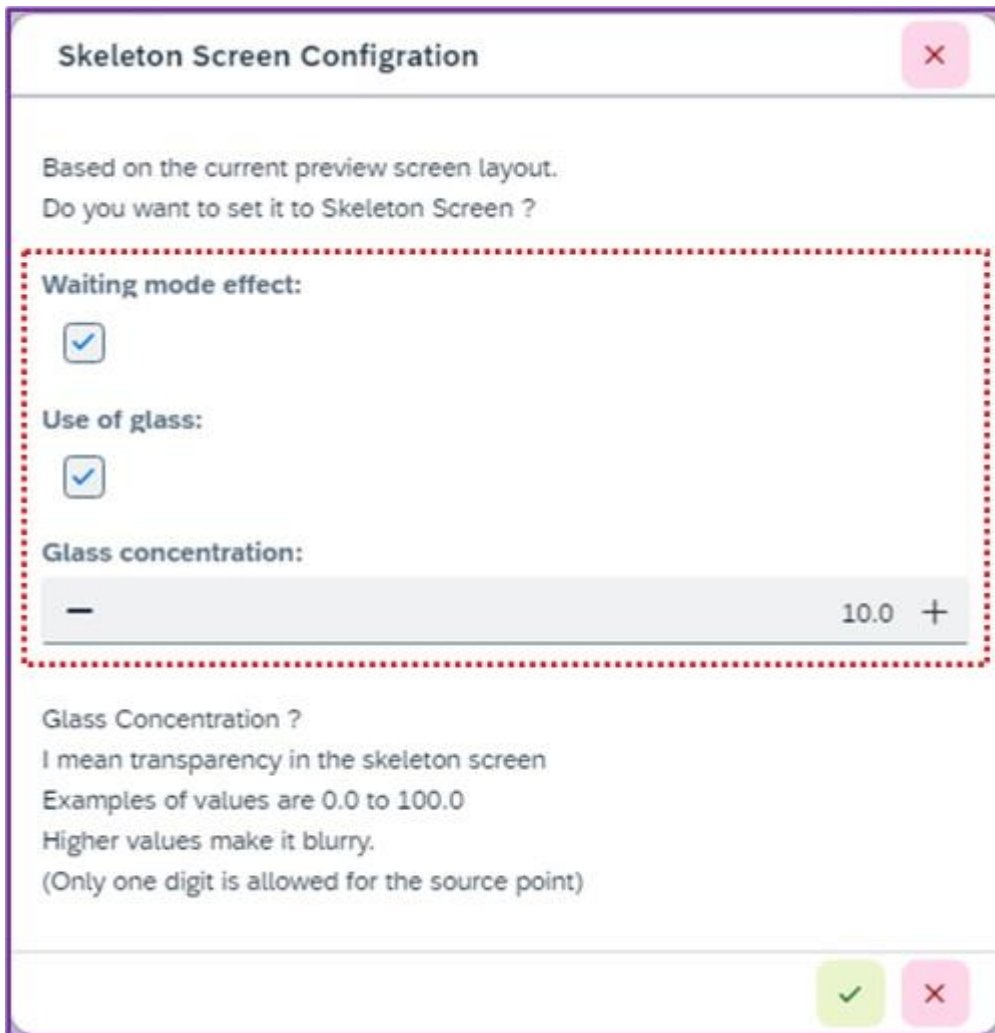 Skeleton Screen Configration
Based on the current preview screen layout.
Do you want to set it to Skeleton Screen ?
Waiting mode effect:
Use of glass:
Glass concentration:
10.0
Glass Concentration ?
I mean transparency in the skeleton screen
Examples of values are 0.0 to 100.0
Higher values make it blurry.
(Only one digit is allowed for the source point)